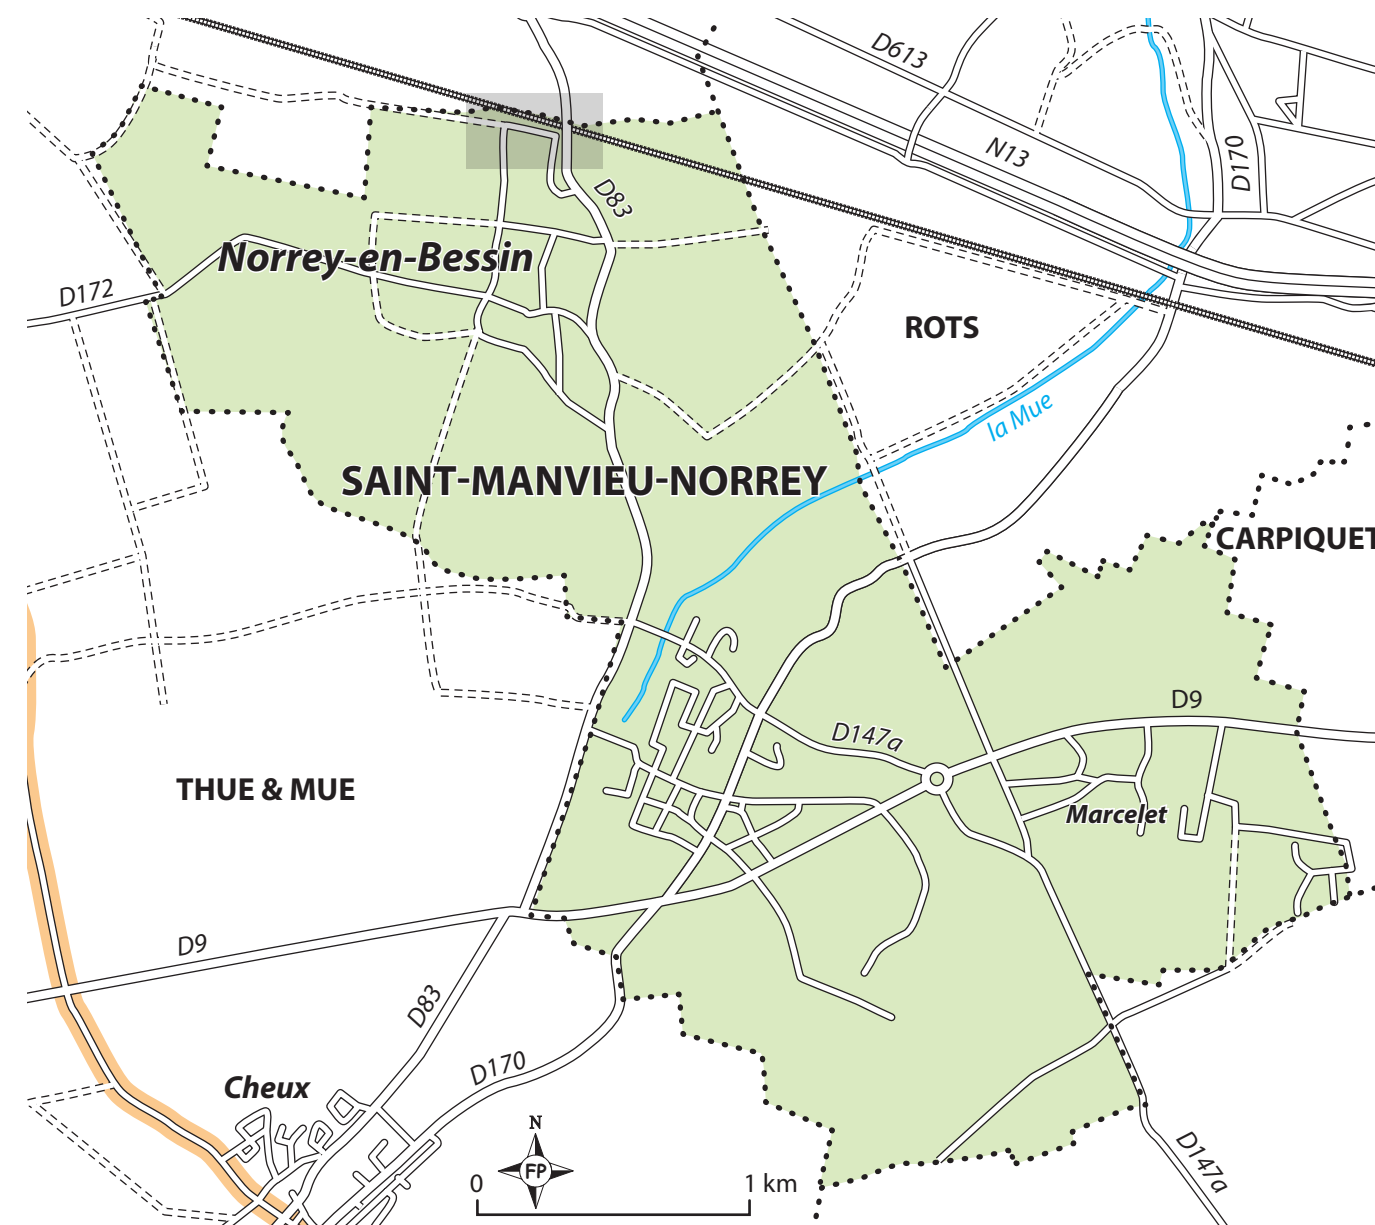 D613
N13
D170
D83
Norrey-en-Bessin
D172
ROTS
la Mue
SAINT-MANVIEU-NORREY
CARPIQUET
D9
D147a
THUE & MUE
Marcelet
D9
D83
D170
Cheux
N
FP
0 1 km
D147a